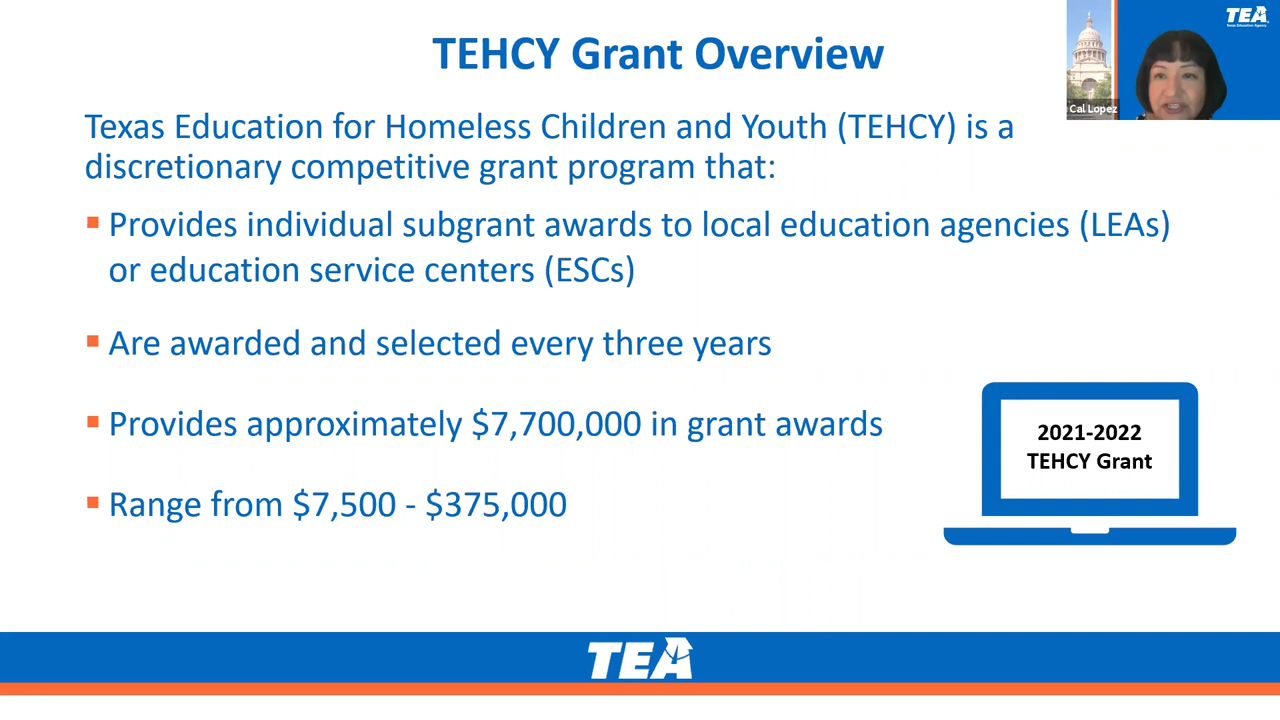 TEHCY Grant Overview
TEA
Texas Education Agency
Cal Lopez
Texas Education for Homeless Children and Youth (TEHCY) is a
discretionary competitive grant program that:
Provides individual subgrant awards to local education agencies (LEAs)
or education service centers (ESCs)
Are awarded and selected every three years
Provides approximately $7,700,000 in grant awards
Range from $7,500 - $375,000
2021-2022
TEHCY Grant
TEA